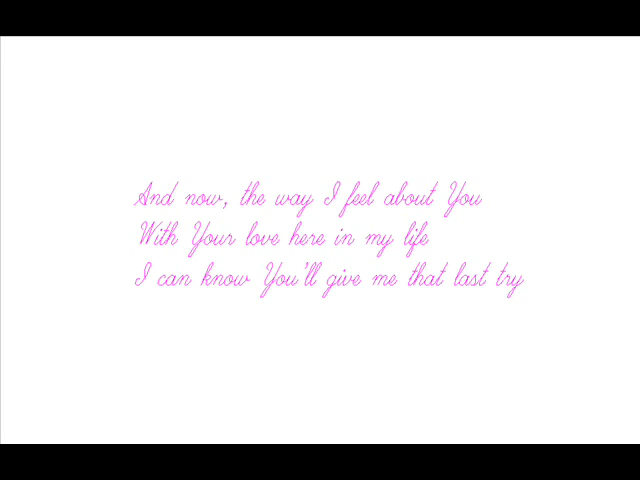 And now, the way I feel about You
With Your love here in my life
I can know You'll give me that last try